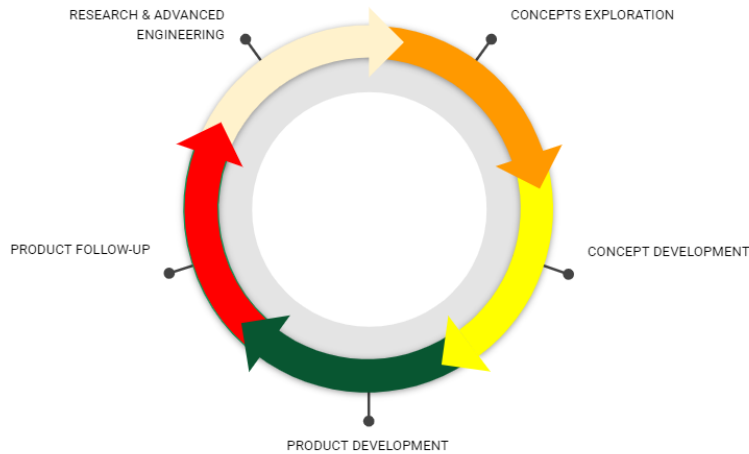 RESEARCH & ADVANCED
ENGINEERING
CONCEPTS EXPLORATION
CONCEPT DEVELOPMENT
PRODUCT DEVELOPMENT
PRODUCT FOLLOW-UP